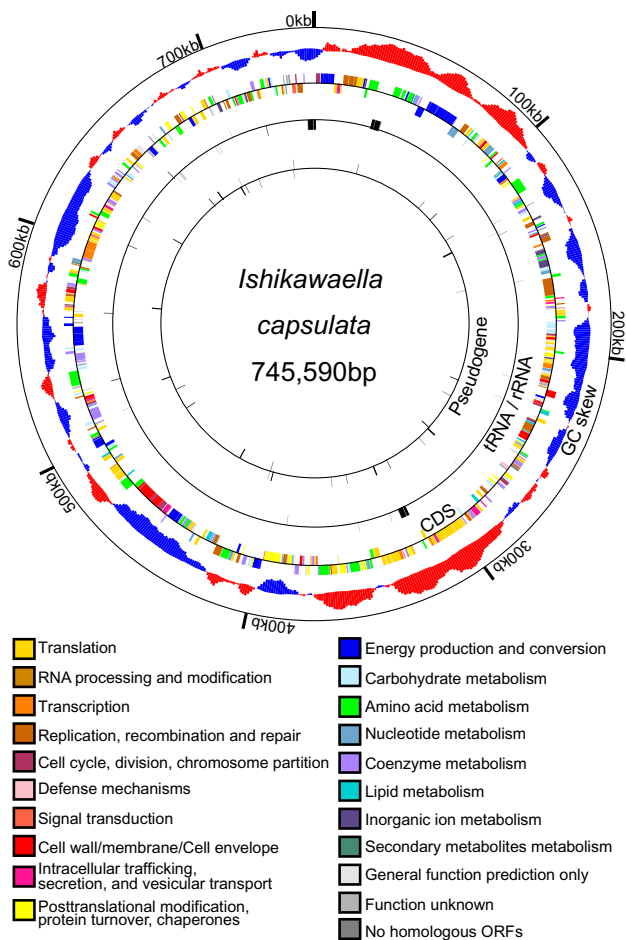 0kb
100kb
200kb
300kb
400kb
500kb
600kb
700kb
Ishikawaella
capsulata
745,590bp
Pseudogene
tRNA / rRNA
CDS
GC skew
Translation
RNA processing and modification
Transcription
Replication, recombination and repair
Cell cycle, division, chromosome partition
Defense mechanisms
Signal transduction
Cell wall/membrane/Cell envelope
Intracellular trafficking,
secretion, and vesicular transport
Posttranslational modification,
protein turnover, chaperones
Energy production and conversion
Carbohydrate metabolism
Amino acid metabolism
Nucleotide metabolism
Coenzyme metabolism
Lipid metabolism
Inorganic ion metabolism
Secondary metabolites metabolism
General function prediction only
Function unknown
No homologous ORFs